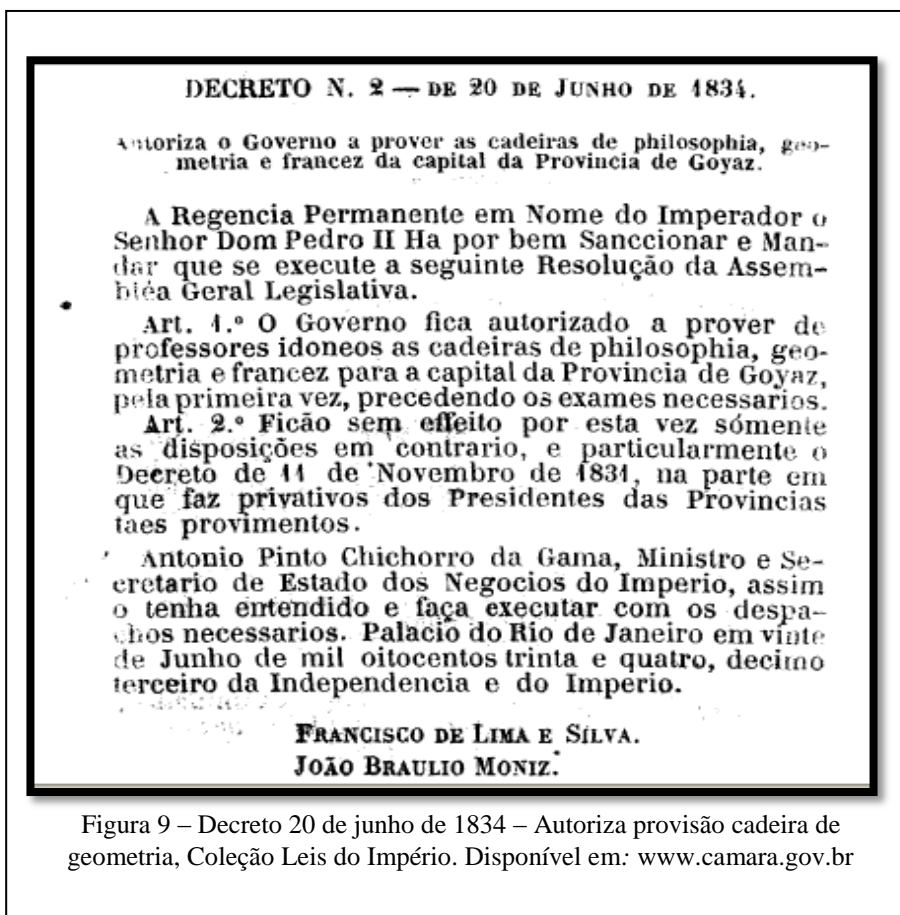 DECRETO N. 2 — DE 20 DE JUNHO DE 1834.
Autoriza o Governo a prover as cadeiras de philosophia, geo-
metria e francez da capital da Provincia de Goyaz.
A Regencia Permanente em Nome do Imperador o
Senhor Dom Pedro II Ha por bem Sanccionar e Man-
dar que se execute a seguinte Resolução da Assem-
bléa Geral Legislativa.
Art. 1.º O Governo fica autorizado a prover de
professores idoneos as cadeiras de philosophia, geo-
metria e francez para a capital da Provincia de Goyaz,
pela primeira vez, precedendo os exames necessarios.
Art. 2.º Ficão sem effeito por esta vez sómente
as disposições em contrario, e particularmente o
Decreto de 11 de Novembro de 1831, na parte em
que faz privativos dos Presidentes das Provincias
taes provimentos.
Antonio Pinto Chichorro da Gama, Ministro e Se-
cretario de Estado dos Negocios do Imperio, assim
o tenha entendido e faça executar com os despa-
chos necessarios. Palacio do Rio de Janeiro em vinte
de Junho de mil oitocentos trinta e quatro, decimo
terceiro da Independencia e do Imperio.
FRANCISCO DE LIMA E SILVA.
JOÃO BRAULIO MONIZ.
Figura 9 – Decreto 20 de junho de 1834 – Autoriza provisão cadeira de
geometria, Coleção Leis do Império. Disponível em: www.camara.gov.br